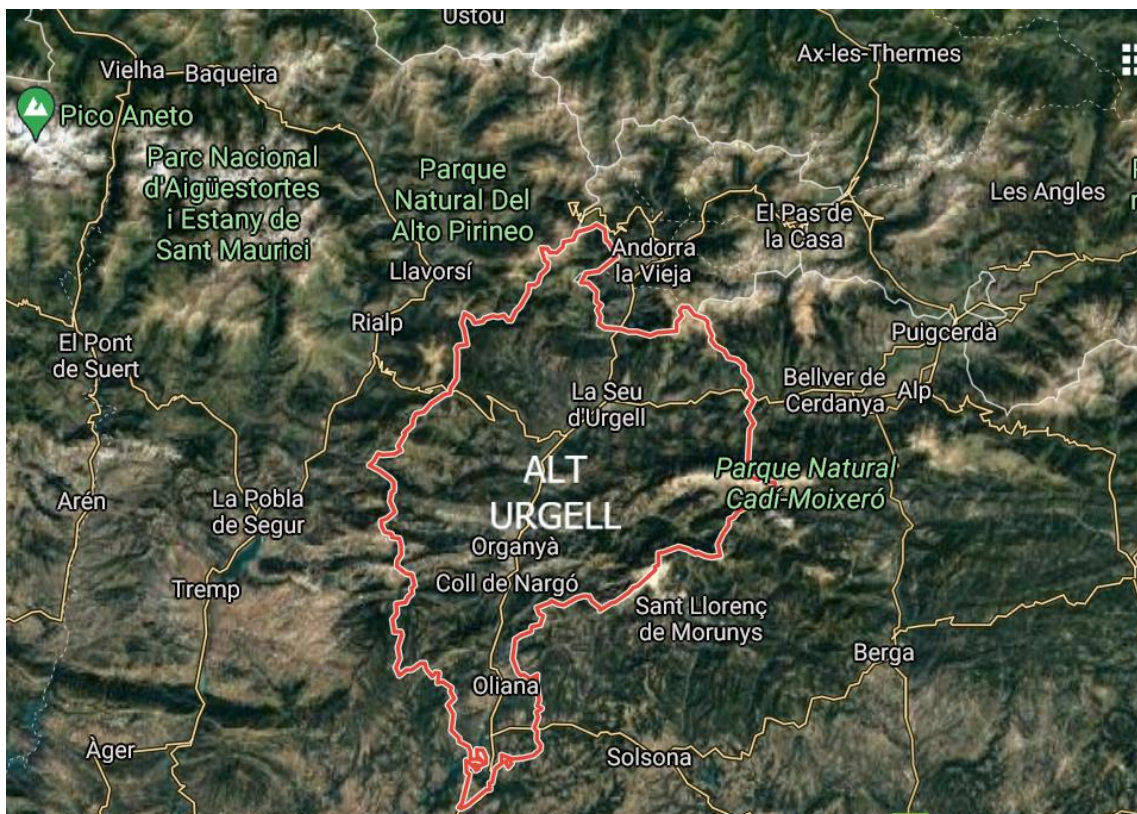 Ustou
Vielha
Baqueira
Ax-les-Thermes
Pico Aneto
Parc Nacional
d'Aigüestortes
i Estany de
Sant Maurici
Parque
Natural Del
Alto Pirineo
Les Angles
El Pas de
la Casa
Andorra
la Vieja
Llavorsí
Rialp
Puigcerdà
El Pont
de Suert
La Seu
d'Urgell
Bellver de
Cerdanya
Alp
ALT
URGELL
Parque Natural
Cadí-Moixeró
Arén
La Pobla
de Segur
Organyà
Coll de Nargó
Tremp
Sant Llorenç
de Morunys
Berga
Oliana
Àger
Solsona